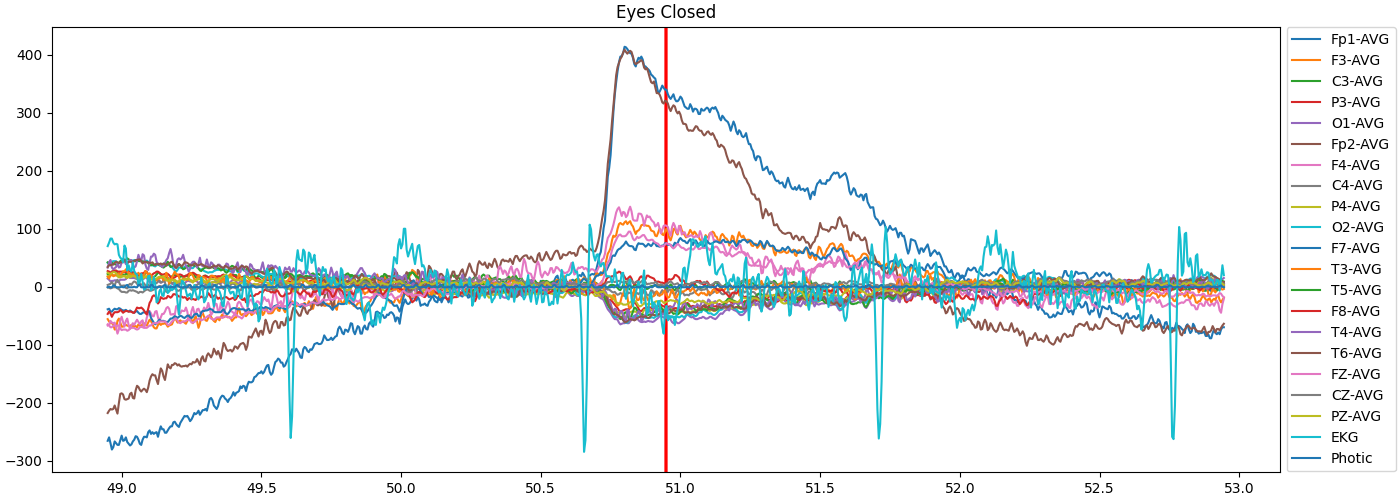 Eyes Closed
400
300
200
100
0
−100
−200
−300
49.0 49.5 50.0 50.5 51.0 51.5 52.0 52.5 53.0
Fp1-AVG
F3-AVG
C3-AVG
P3-AVG
O1-AVG
Fp2-AVG
F4-AVG
C4-AVG
P4-AVG
O2-AVG
F7-AVG
T3-AVG
T5-AVG
F8-AVG
T4-AVG
T6-AVG
FZ-AVG
CZ-AVG
PZ-AVG
EKG
Photic